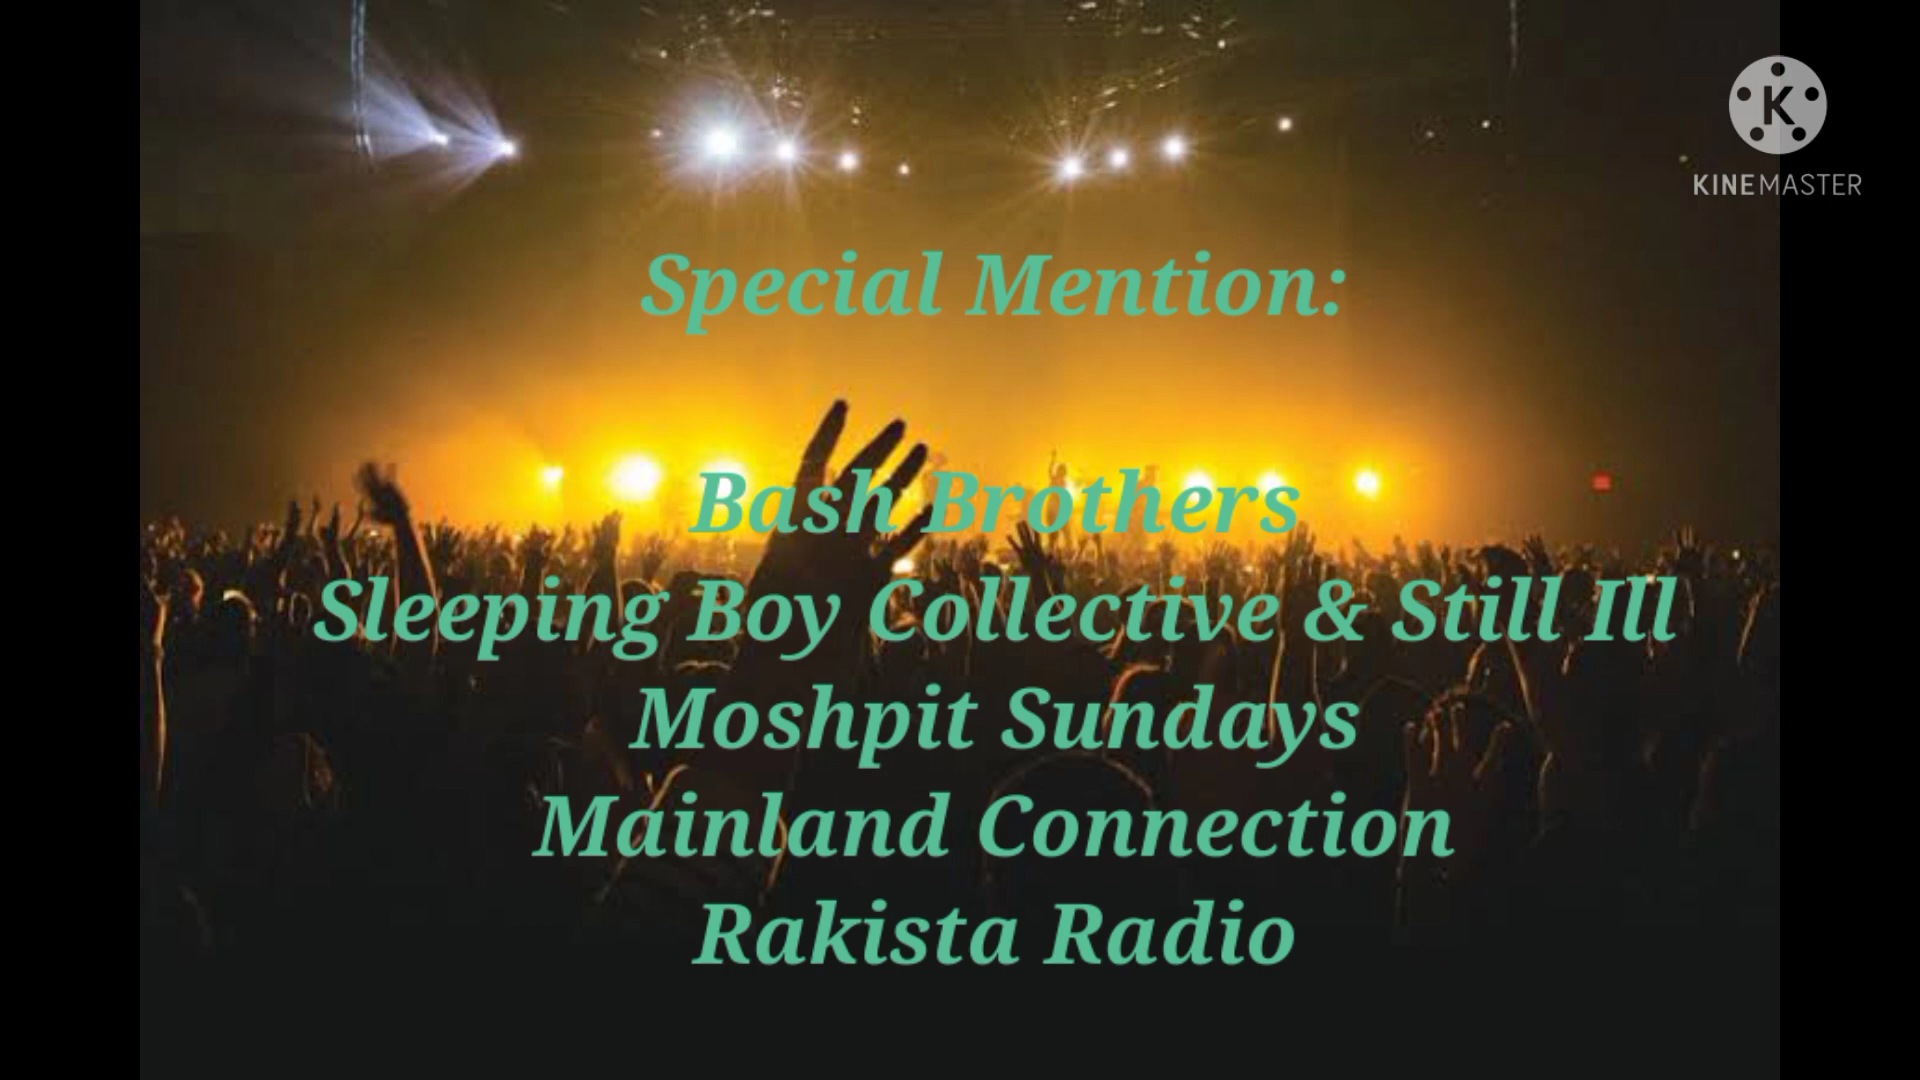 K
KINEMASTER
Special Mention:
Bash Brothers
Sleeping Boy Collective & Still Ill
Moshpit Sundays
Mainland Connection
Rakista Radio